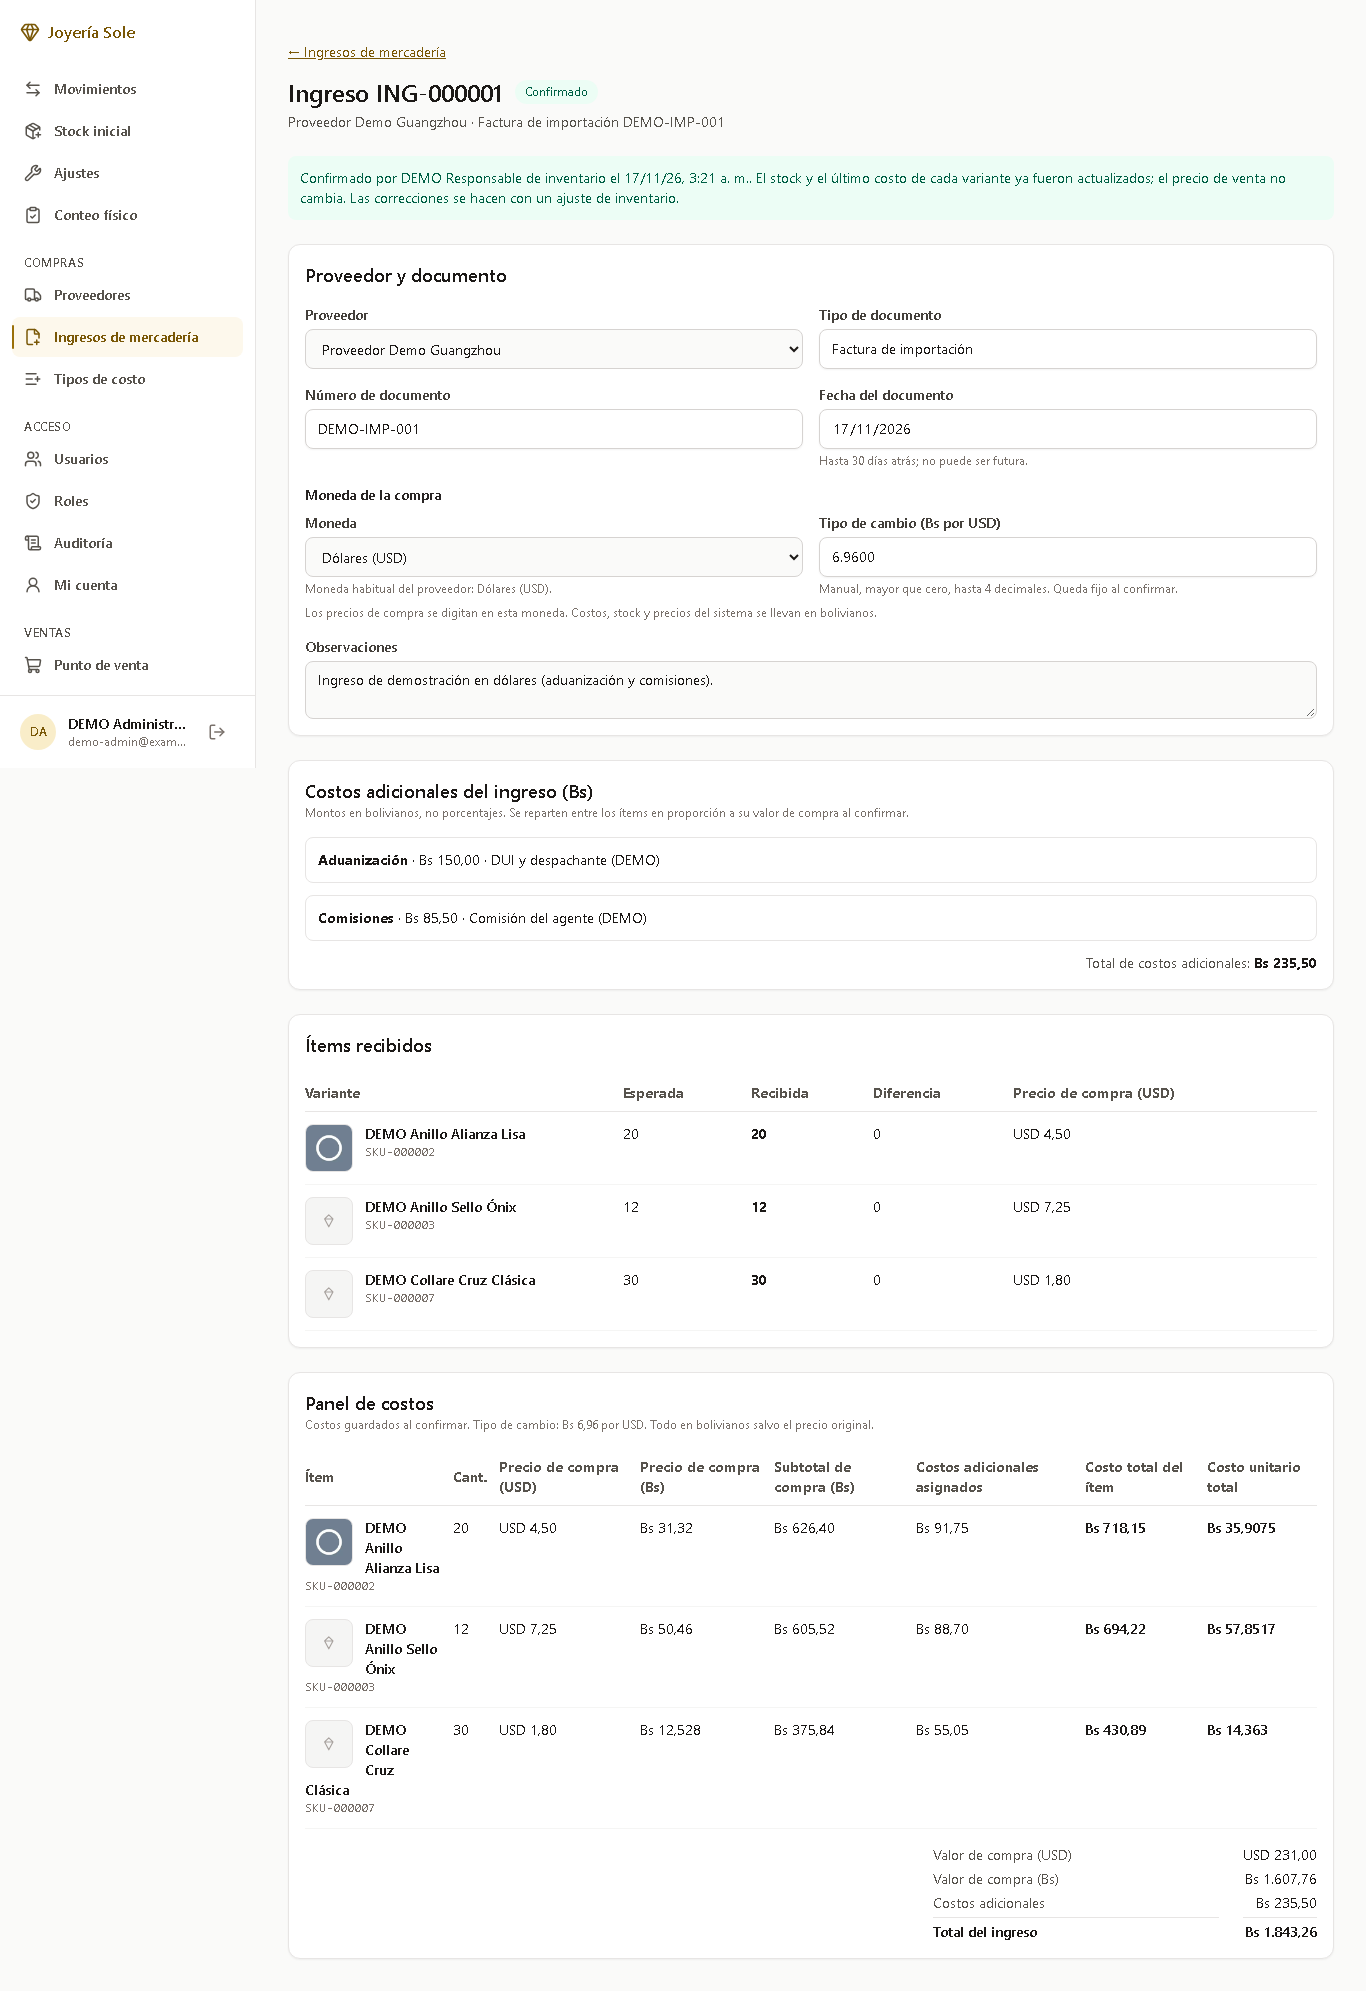 Joyería Sole
Movimientos
Stock inicial
Ajustes
Conteo físico
COMPRAS
Proveedores
Ingresos de mercadería
Tipos de costo
ACCESO
Usuarios
Roles
Auditoría
Mi cuenta
VENTAS
Punto de venta
DA
DEMO Administr...
demo-admin@exam...
← Ingresos de mercadería
Ingreso ING-000001 Confirmado
Proveedor Demo Guangzhou · Factura de importación DEMO-IMP-001
Confirmado por DEMO Responsable de inventario el 17/11/26, 3:21 a. m.. El stock y el último costo de cada variante ya fueron actualizados; el precio de venta no
cambia. Las correcciones se hacen con un ajuste de inventario.
Proveedor y documento
Proveedor Tipo de documento
Proveedor Demo Guangzhou Factura de importación
Número de documento Fecha del documento
DEMO-IMP-001 17/11/2026
Hasta 30 días atrás; no puede ser futura.
Moneda de la compra
Moneda Tipo de cambio (Bs por USD)
Dólares (USD) 6.9600
Moneda habitual del proveedor: Dólares (USD). Manual, mayor que cero, hasta 4 decimales. Queda fijo al confirmar.
Los precios de compra se digitan en esta moneda. Costos, stock y precios del sistema se llevan en bolivianos.
Observaciones
Ingreso de demostración en dólares (aduanización y comisiones).
Costos adicionales del ingreso (Bs)
Montos en bolivianos, no porcentajes. Se reparten entre los ítems en proporción a su valor de compra al confirmar.
Aduanización · Bs 150,00 · DUI y despachante (DEMO)
Comisiones · Bs 85,50 · Comisión del agente (DEMO)
Total de costos adicionales: Bs 235,50
Ítems recibidos
Variante Esperada Recibida Diferencia Precio de compra (USD)
DEMO Anillo Alianza Lisa 20 20 0 USD 4,50
SKU-000002
DEMO Anillo Sello Ónix 12 12 0 USD 7,25
SKU-000003
DEMO Collare Cruz Clásica 30 30 0 USD 1,80
SKU-000007
Panel de costos
Costos guardados al confirmar. Tipo de cambio: Bs 6,96 por USD. Todo en bolivianos salvo el precio original.
Ítem Cant. Precio de compra (USD) Precio de compra (Bs) Subtotal de compra (Bs) Costos adicionales asignados Costo total del ítem Costo unitario total
DEMO 20 USD 4,50 Bs 31,32 Bs 626,40 Bs 91,75 Bs 718,15 Bs 35,9075
Anillo
Alianza Lisa
SKU-000002
DEMO 12 USD 7,25 Bs 50,46 Bs 605,52 Bs 88,70 Bs 694,22 Bs 57,8517
Anillo Sello
Ónix
SKU-000003
DEMO 30 USD 1,80 Bs 12,528 Bs 375,84 Bs 55,05 Bs 430,89 Bs 14,363
Collare
Cruz
Clásica
SKU-000007
Valor de compra (USD) USD 231,00
Valor de compra (Bs) Bs 1.607,76
Costos adicionales Bs 235,50
Total del ingreso Bs 1.843,26